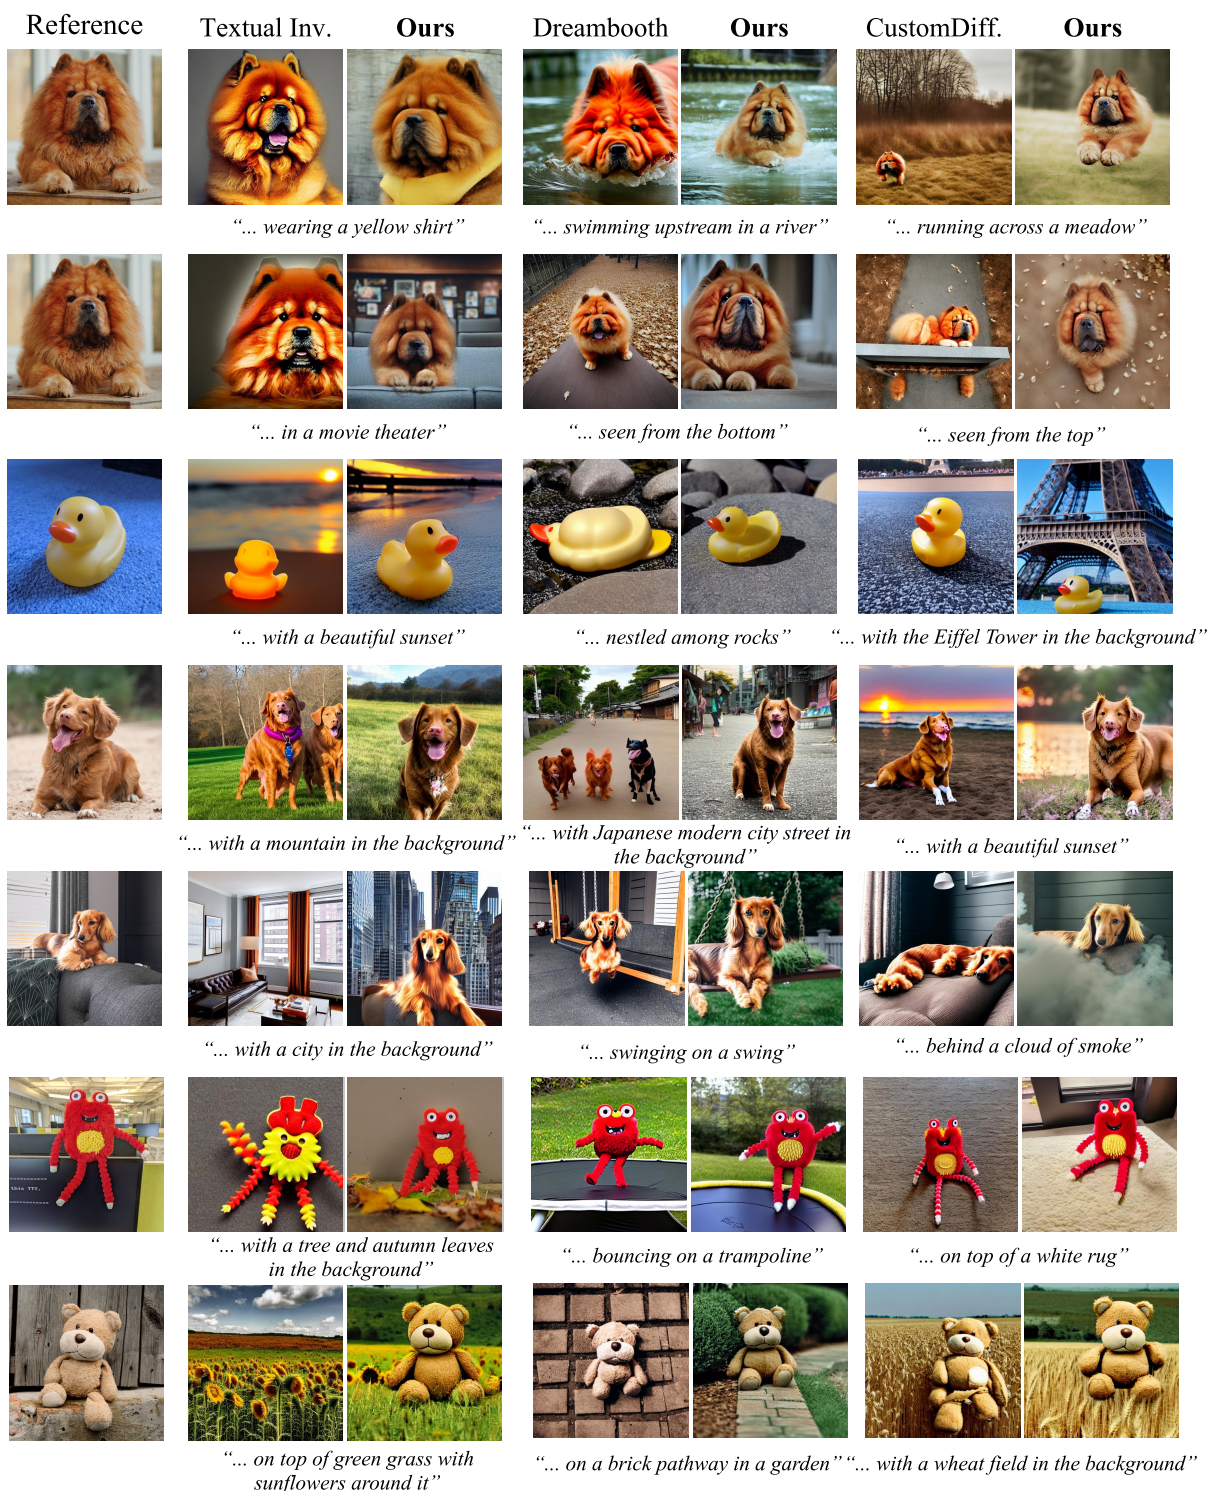 Reference Textual Inv. Ours Dreambooth Ours CustomDiff. Ours
“... wearing a yellow shirt” “... swimming upstream in a river” “... running across a meadow”
“... in a movie theater” “... seen from the bottom” “... seen from the top”
“... with a beautiful sunset” “... nestled among rocks” “... with the Eiffel Tower in the background”
“... with a mountain in the background” “... with Japanese modern city street in
the background” “... with a beautiful sunset”
“... with a city in the background” “... swinging on a swing” “... behind a cloud of smoke”
“... with a tree and autumn leaves
in the background” “... bouncing on a trampoline” “... on top of a white rug”
“... on top of green grass with
sunflowers around it” “... on a brick pathway in a garden” “... with a wheat field in the background”